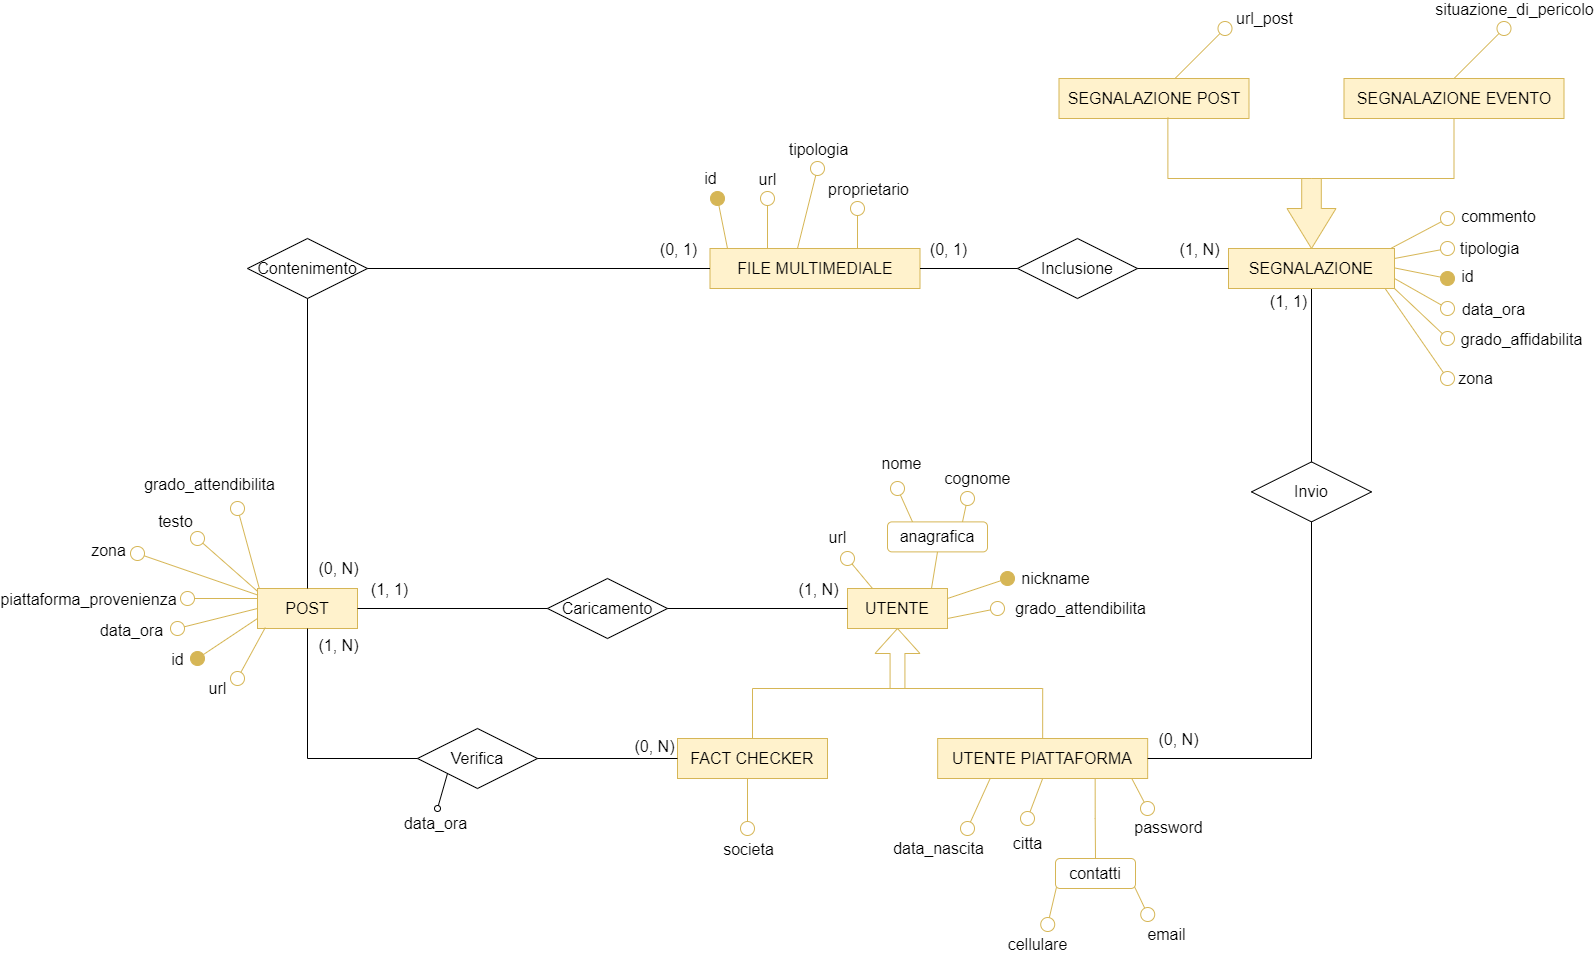 situazione_di_pericolo
url_post
SEGNALAZIONE POST
SEGNALAZIONE EVENTO
tipologia
id
url
proprietario
commento
(0, 1)
(0, 1)
(1, N)
tipologia
Contenimento
FILE MULTIMEDIALE
Inclusione
SEGNALAZIONE
id
(1, 1)
data_ora
grado_affidabilita
zona
nome
cognome
grado_attendibilita
Invio
testo
anagrafica
url
zona
(0, N)
nickname
(1, 1)
(1, N)
piattaforma_provenienza
POST
Caricamento
UTENTE
grado_attendibilita
data_ora
(1, N)
id
url
(0, N)
(0, N)
Verifica
FACT CHECKER
UTENTE PIATTAFORMA
data_ora
password
societa
data_nascita
citta
contatti
email
cellulare